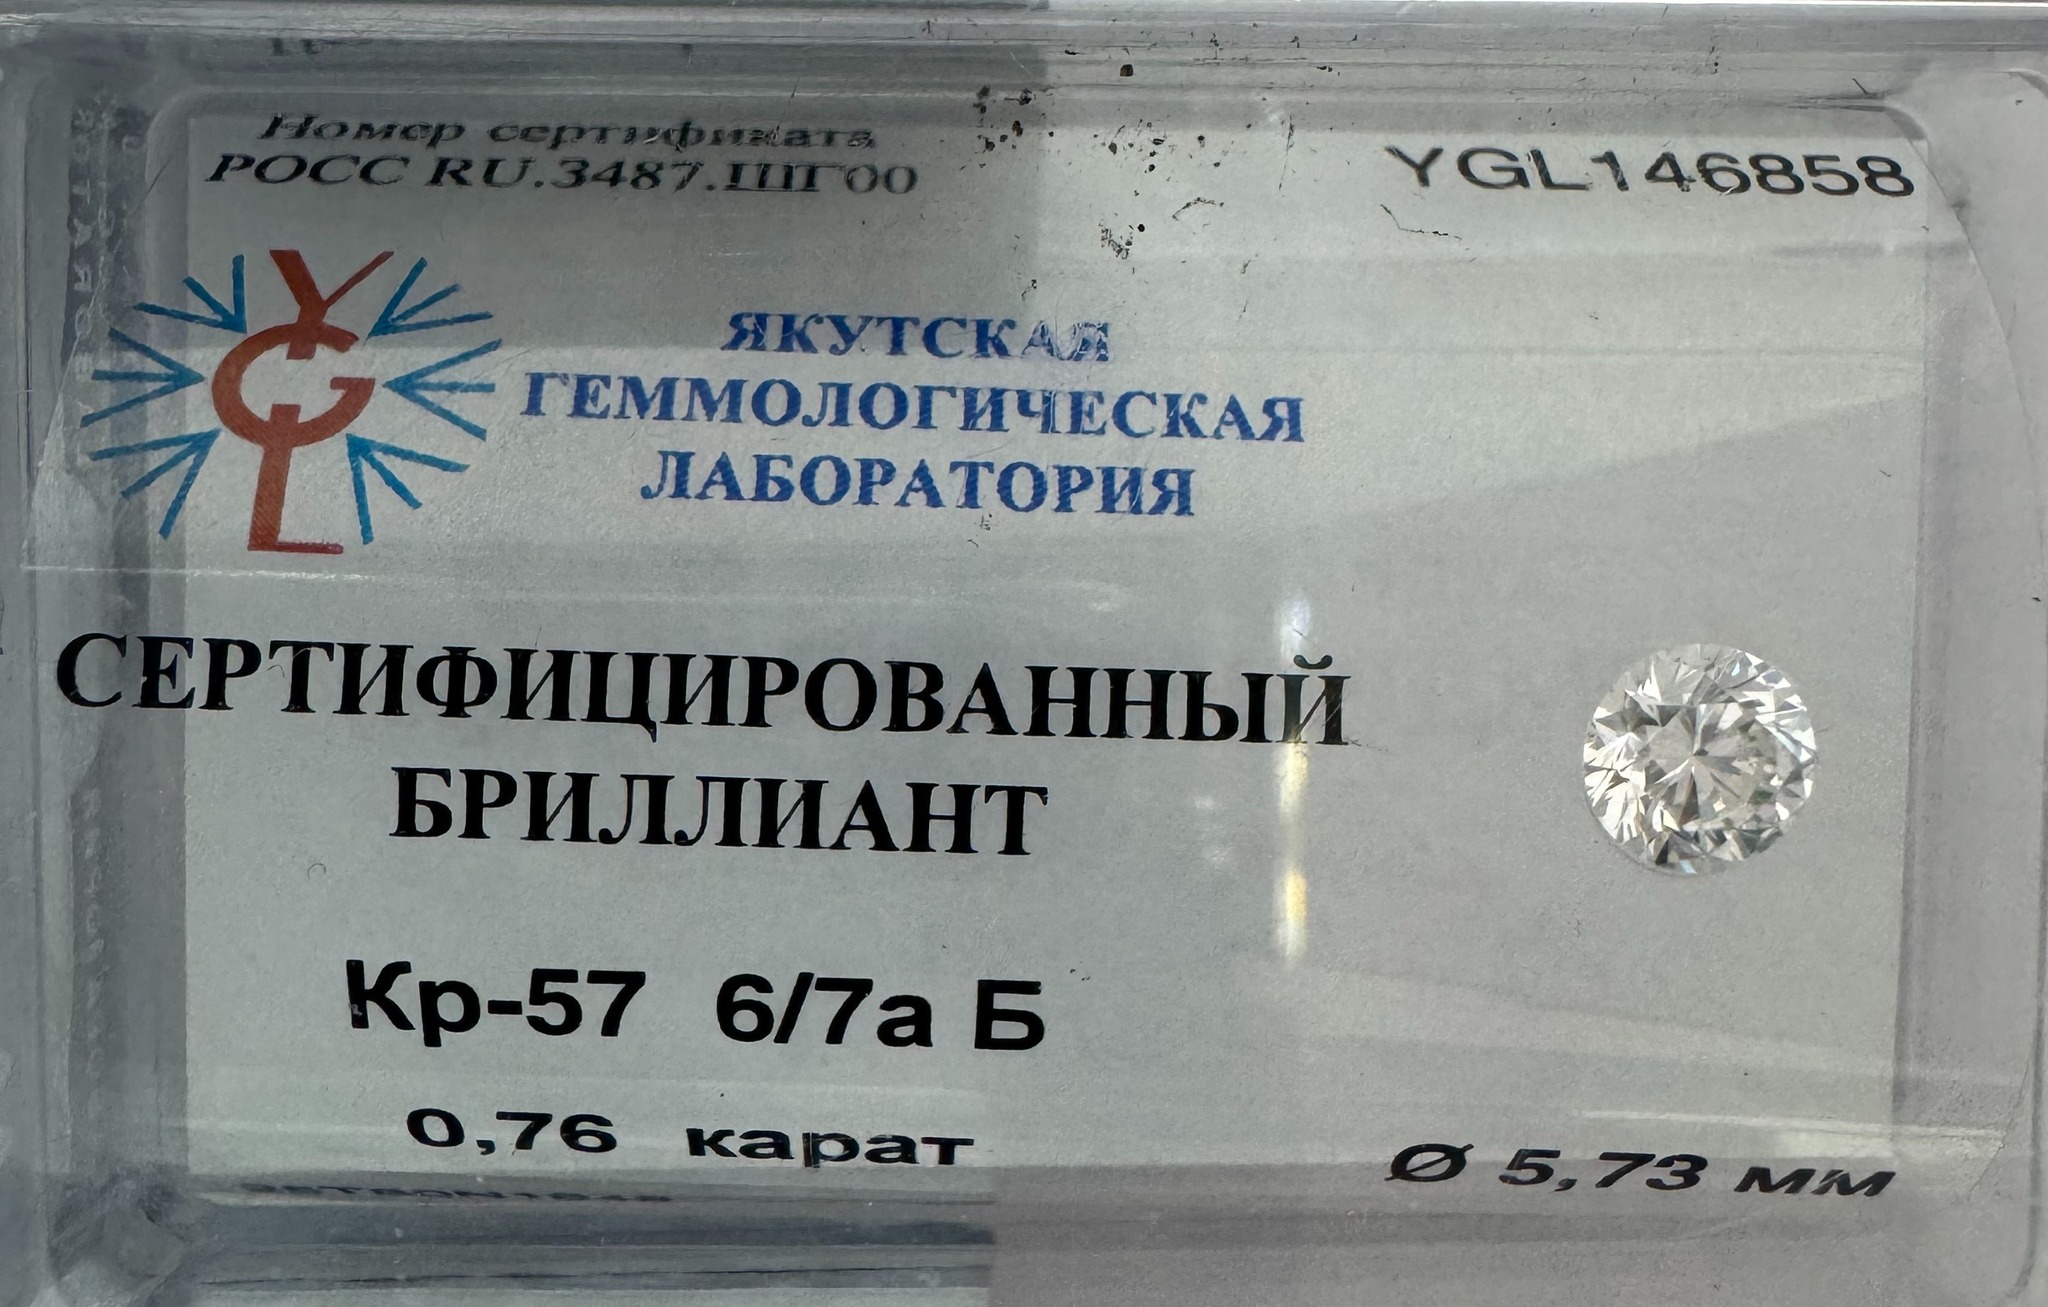 Номер сертификата
РОСС RU.3487.ШГ00
YGL146858
YGL
ЯКУТСКАЯ
ГЕММОЛОГИЧЕСКАЯ
ЛАБОРАТОРИЯ
СЕРТИФИЦИРОВАННЫЙ
БРИЛЛИАНТ
Кр-57 6/7а Б
0,76 карат
Ø 5,73 мм